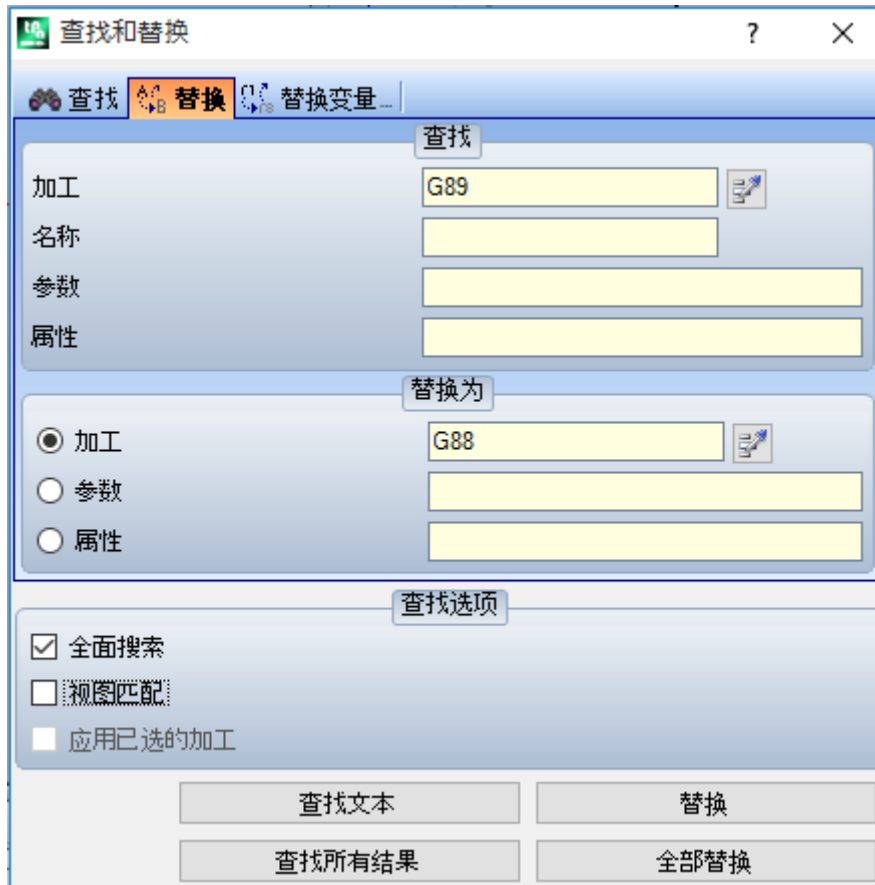 查找和替换 ?
查找 替换 替换变量...
查找
加工 G89
名称
参数
属性
替换为
加工 G88
参数
属性
查找选项
全面搜索
视图匹配
应用已选的加工
查找文本 替换
查找所有结果 全部替换